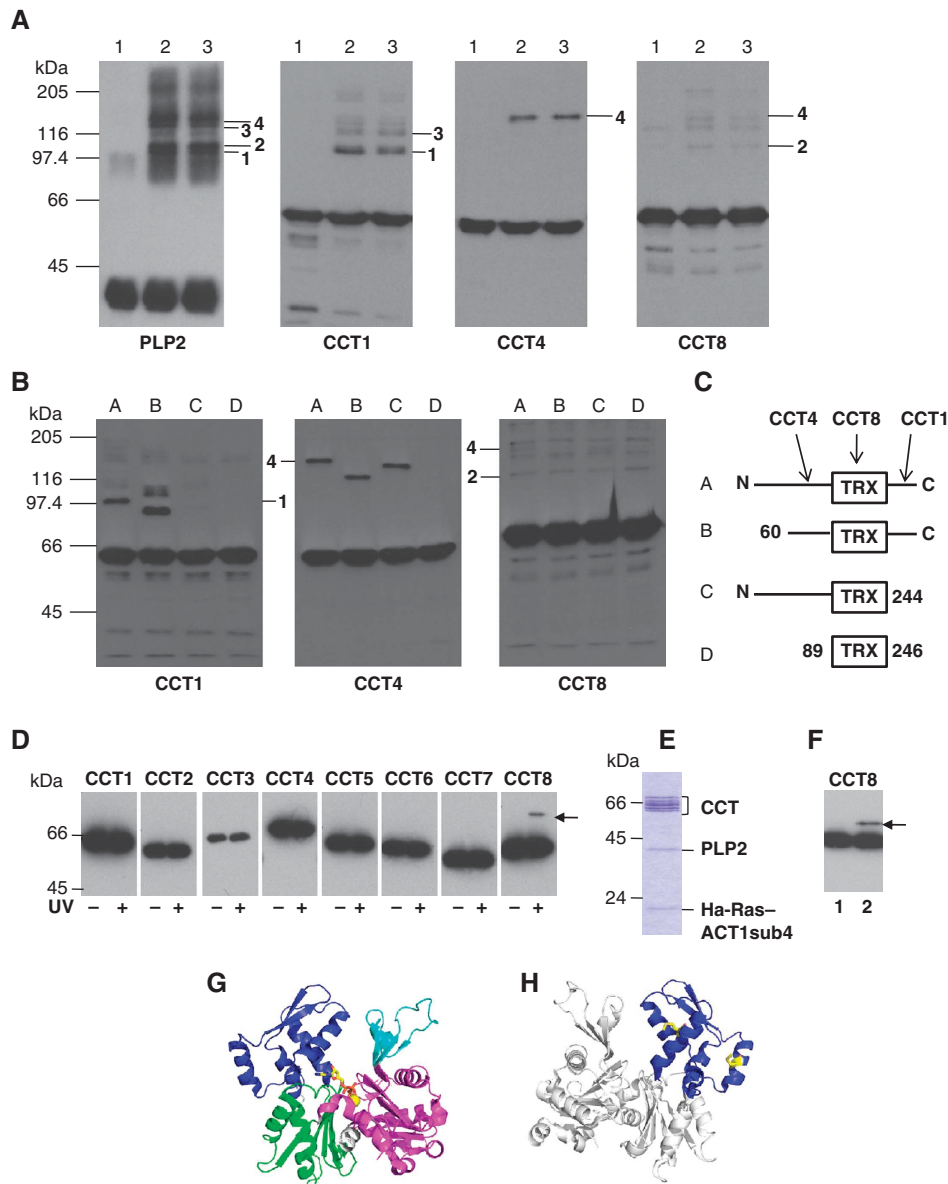 A
kDa
1 2 3
1 2 3
1 2 3
1 2 3
205
116
97.4
66
45
4
3
2
1
3
1
4
4
2
PLP2
CCT1
CCT4
CCT8
B
kDa
A B C D
A B C D
A B C D
205
116
97.4
66
45
4
1
4
2
CCT1
CCT4
CCT8
C
CCT4 CCT8 CCT1
A N TRX C
B 60 TRX C
C N TRX 244
D 89 TRX 246
D
kDa
CCT1 CCT2 CCT3 CCT4 CCT5 CCT6 CCT7 CCT8
66
45
UV – + – + – + – + – + – + – + – +
E
kDa
66
45
24
CCT
PLP2
Ha-Ras–
ACT1sub4
F
CCT8
1 2
G
H